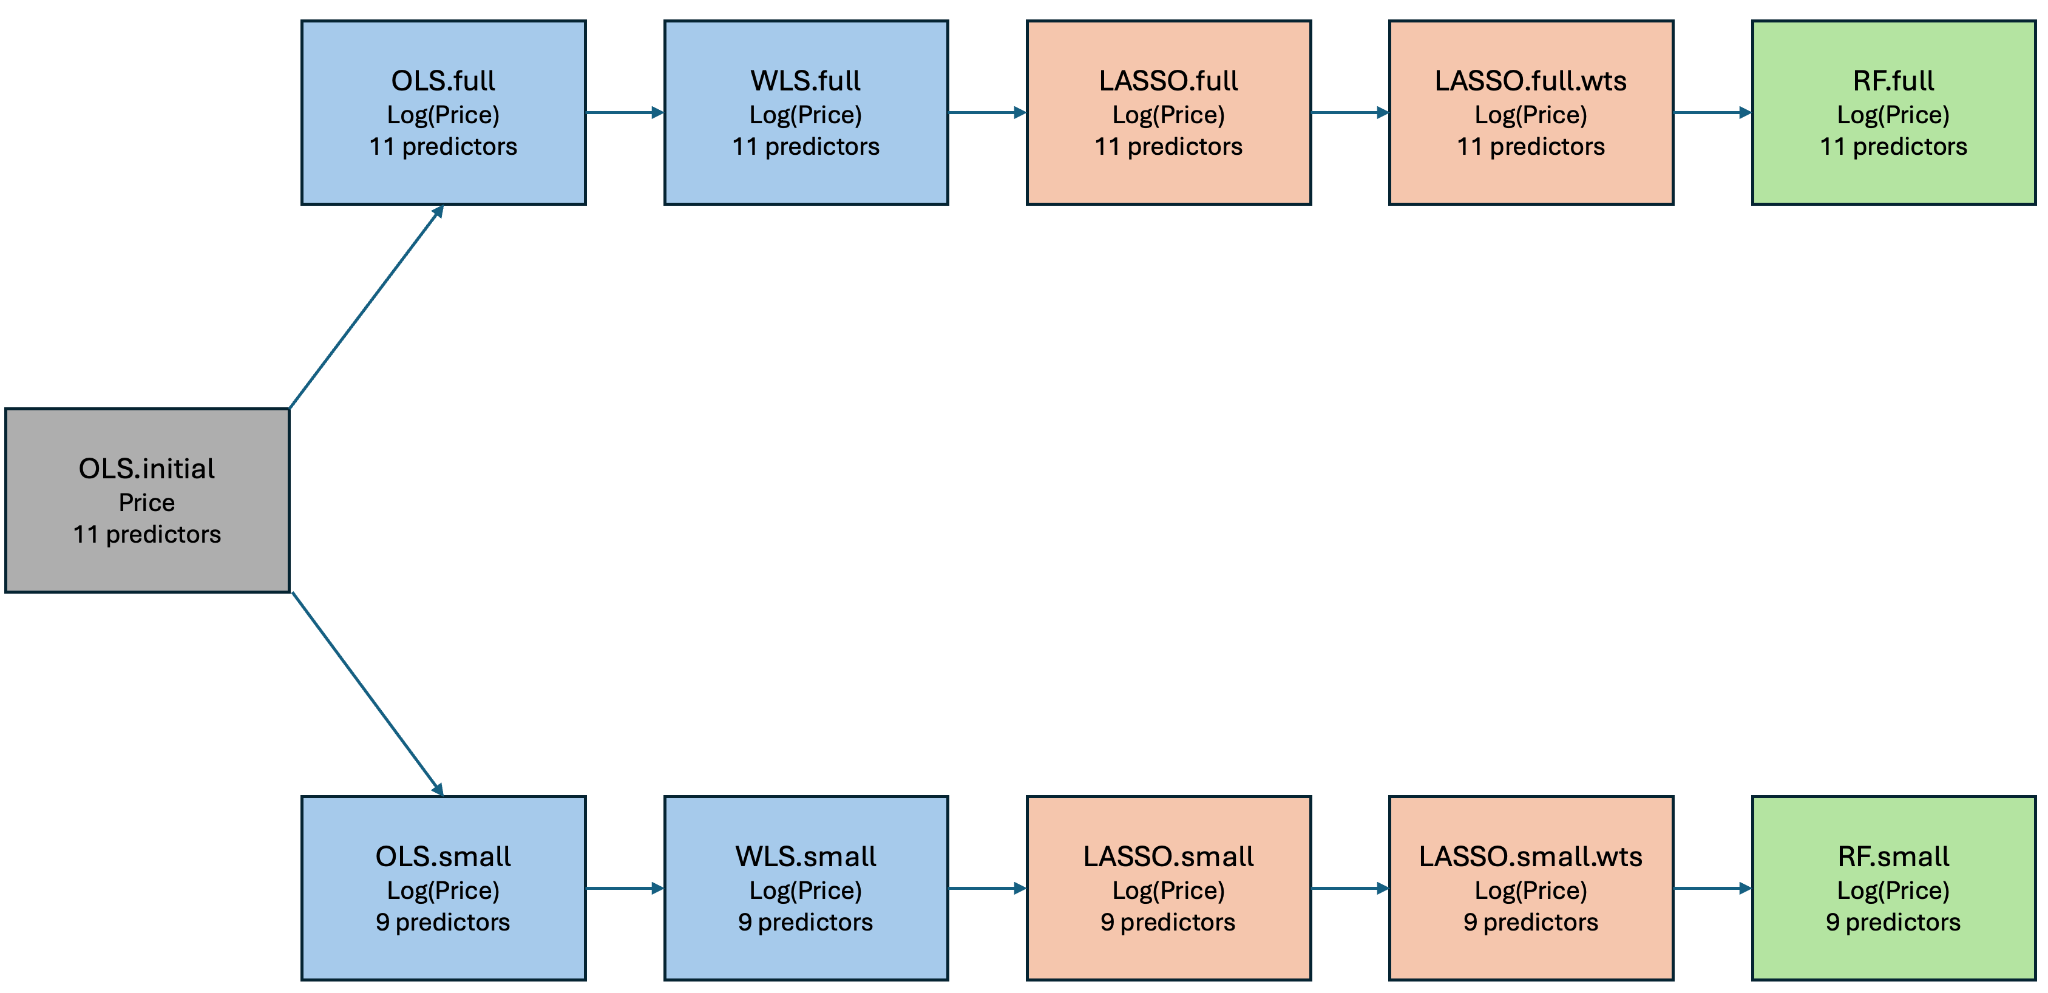 OLS.full
Log(Price)
11 predictors
WLS.full
Log(Price)
11 predictors
LASSO.full
Log(Price)
11 predictors
LASSO.full.wts
Log(Price)
11 predictors
RF.full
Log(Price)
11 predictors
OLS.initial
Price
11 predictors
OLS.small
Log(Price)
9 predictors
WLS.small
Log(Price)
9 predictors
LASSO.small
Log(Price)
9 predictors
LASSO.small.wts
Log(Price)
9 predictors
RF.small
Log(Price)
9 predictors